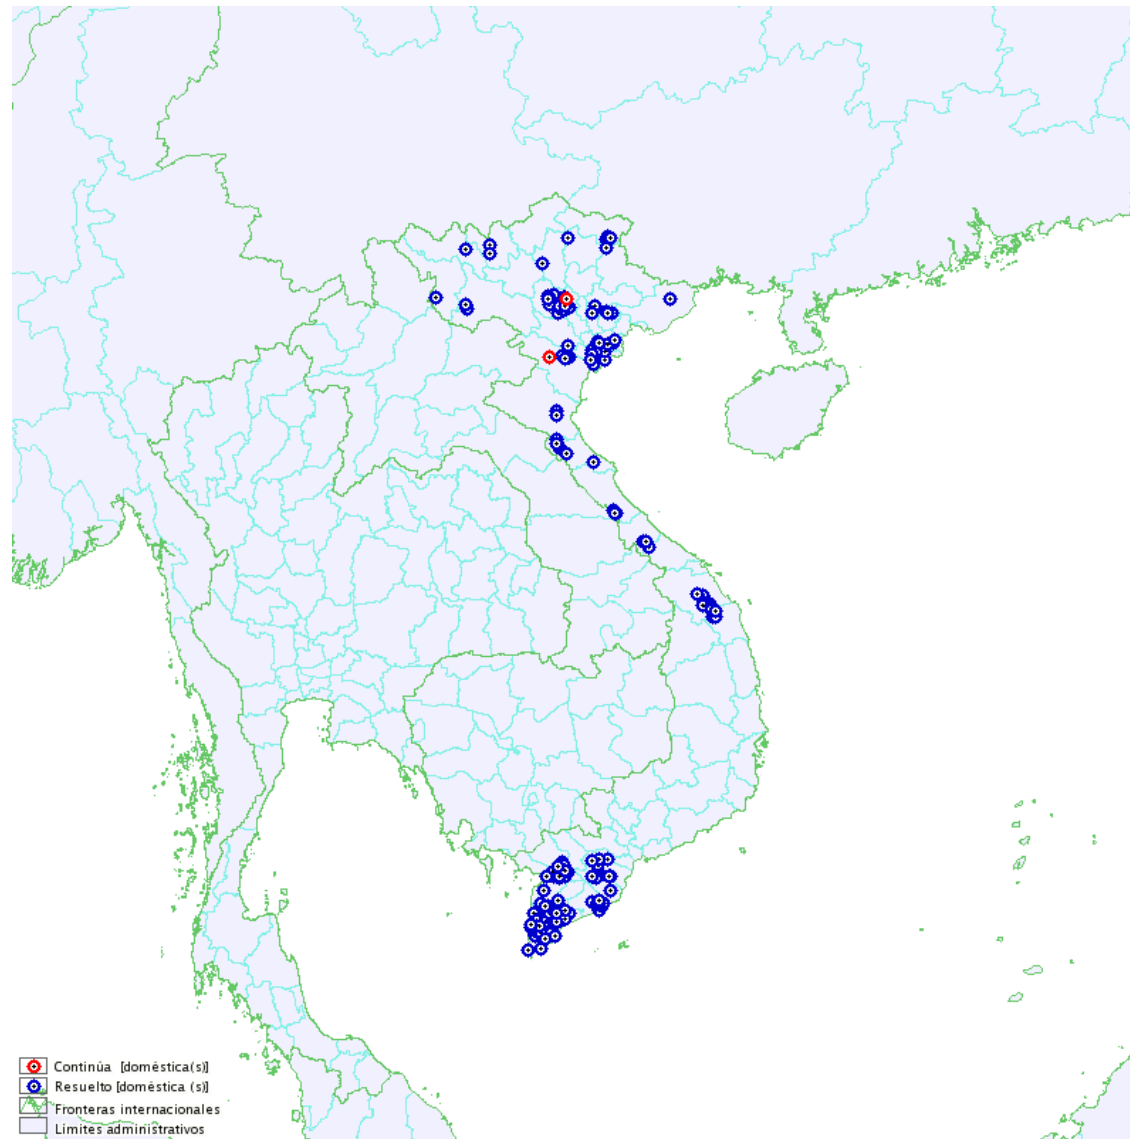 Continúa [doméstica(s)]
Resuelto [doméstica (s)]
Fronteras internacionales
Límites administrativos